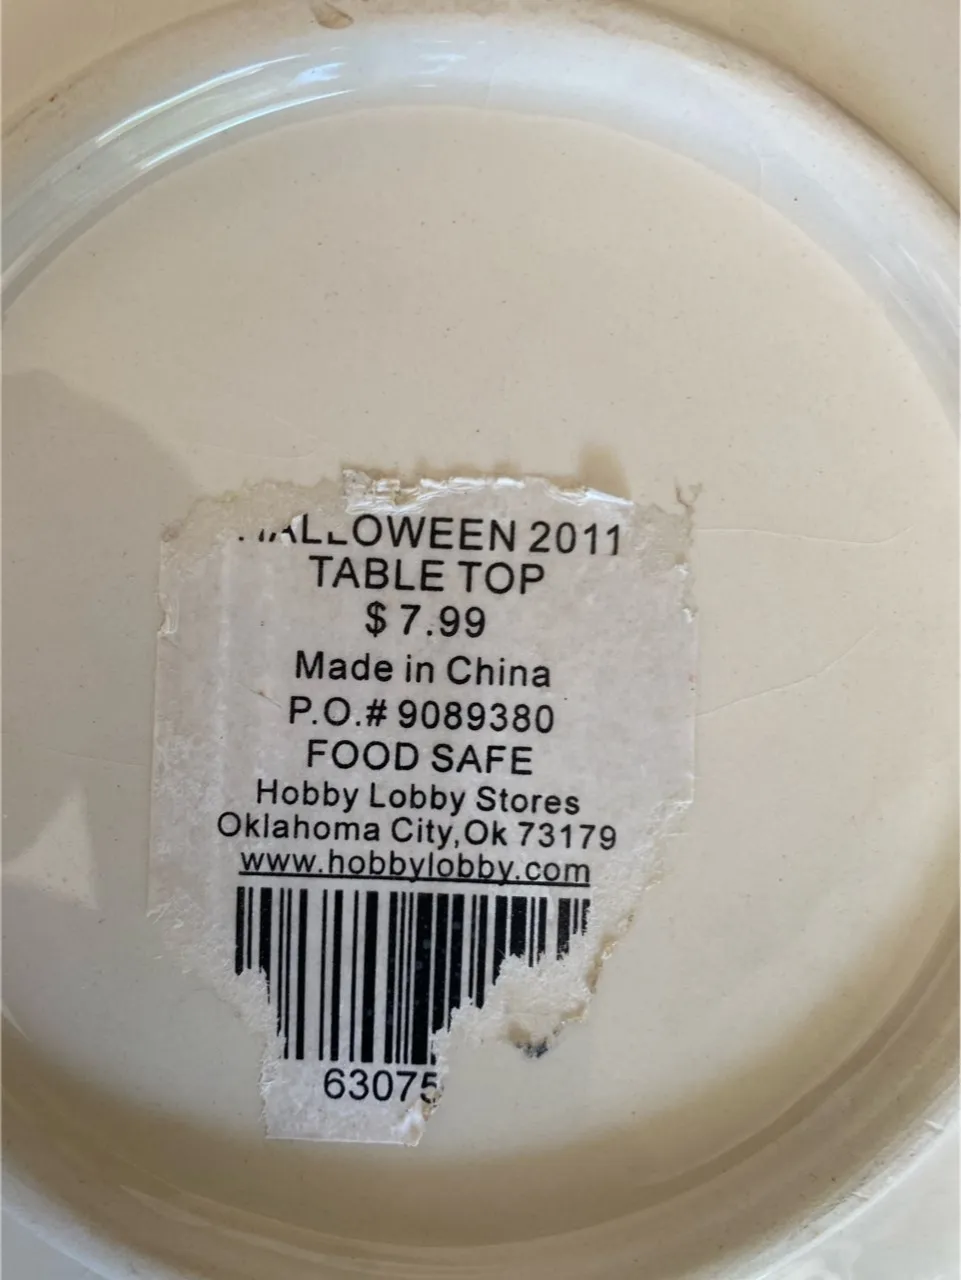 HALLOWEEN 2011
TABLE TOP
$ 7.99
Made in China
P.O.# 9089380
FOOD SAFE
Hobby Lobby Stores
Oklahoma City,Ok 73179
www.hobbylobby.com
63075